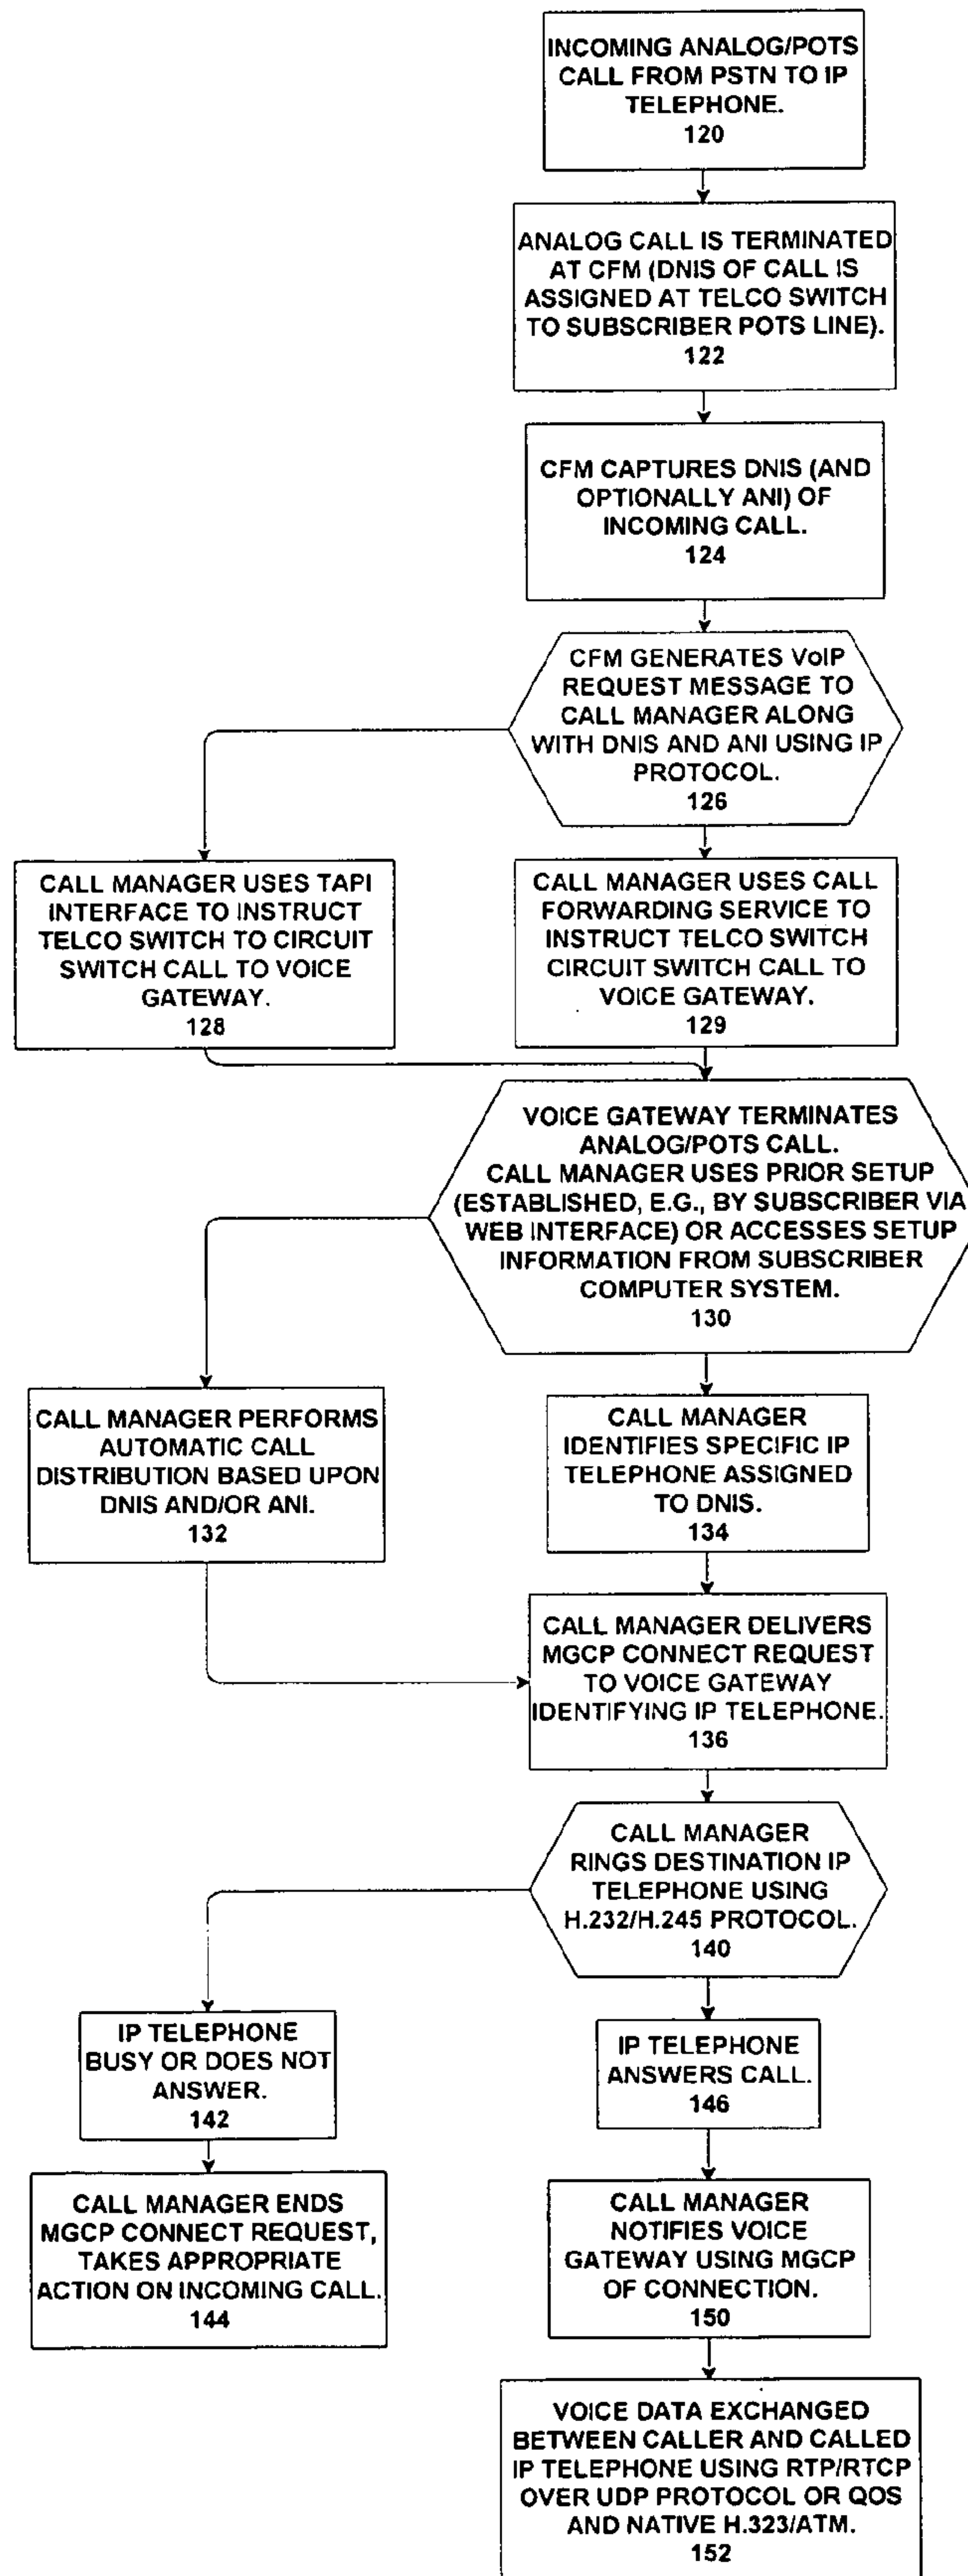 INCOMING ANALOG/POTS
CALL FROM PSTN TO IP
TELEPHONE.
120
ANALOG CALL IS TERMINATED
AT CFM (DNIS OF CALL IS
ASSIGNED AT TELCO SWITCH
TO SUBSCRIBER POTS LINE).
122
CFM CAPTURES DNIS (AND
OPTIONALLY ANI) OF
INCOMING CALL.
124
CFM GENERATES VoIP
REQUEST MESSAGE TO
CALL MANAGER ALONG
WITH DNIS AND ANI USING IP
PROTOCOL.
126
CALL MANAGER USES TAPI
INTERFACE TO INSTRUCT
TELCO SWITCH TO CIRCUIT
SWITCH CALL TO VOICE
GATEWAY.
128
CALL MANAGER USES CALL
FORWARDING SERVICE TO
INSTRUCT TELCO SWITCH
CIRCUIT SWITCH CALL TO
VOICE GATEWAY.
129
VOICE GATEWAY TERMINATES
ANALOG/POTS CALL.
CALL MANAGER USES PRIOR SETUP
(ESTABLISHED, E.G., BY SUBSCRIBER VIA
WEB INTERFACE) OR ACCESSES SETUP
INFORMATION FROM SUBSCRIBER
COMPUTER SYSTEM.
130
CALL MANAGER PERFORMS
AUTOMATIC CALL
DISTRIBUTION BASED UPON
DNIS AND/OR ANI.
132
CALL MANAGER
IDENTIFIES SPECIFIC IP
TELEPHONE ASSIGNED
TO DNIS.
134
CALL MANAGER DELIVERS
MGCP CONNECT REQUEST
TO VOICE GATEWAY
IDENTIFYING IP TELEPHONE.
136
CALL MANAGER
RINGS DESTINATION IP
TELEPHONE USING
H.232/H.245 PROTOCOL.
140
IP TELEPHONE
BUSY OR DOES NOT
ANSWER.
142
IP TELEPHONE
ANSWERS CALL.
146
CALL MANAGER ENDS
MGCP CONNECT REQUEST,
TAKES APPROPRIATE
ACTION ON INCOMING CALL.
144
CALL MANAGER
NOTIFIES VOICE
GATEWAY USING MGCP
OF CONNECTION.
150
VOICE DATA EXCHANGED
BETWEEN CALLER AND CALLED
IP TELEPHONE USING RTP/RTCP
OVER UDP PROTOCOL OR QOS
AND NATIVE H.323/ATM.
152